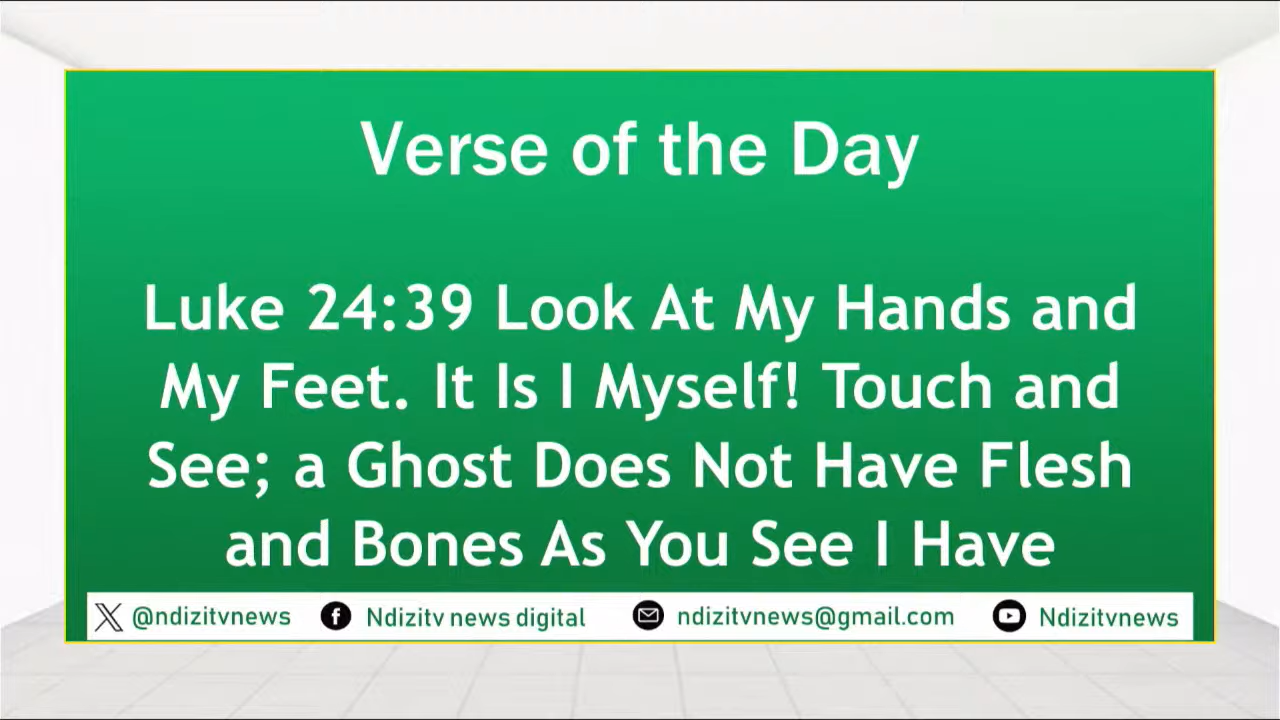 Verse of the Day
Luke 24:39 Look At My Hands and
My Feet. It Is I Myself! Touch and
See; a Ghost Does Not Have Flesh
and Bones As You See I Have
@ndizitvnews Ndizitv news digital ndizitvnews@gmail.com Ndizitvnews